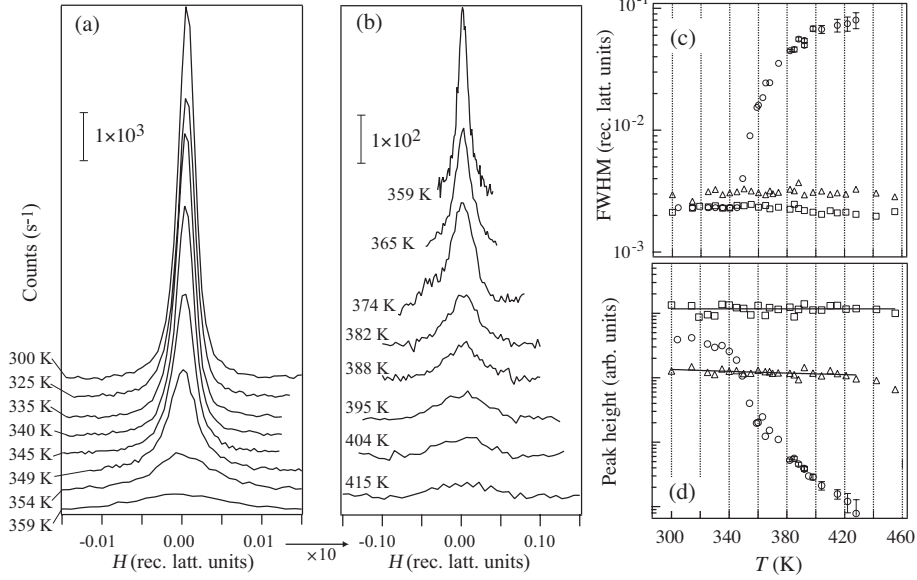 (a)
1×10³
Counts (s⁻¹)
300 K
325 K
335 K
340 K
345 K
349 K
354 K
359 K
-0.01
0.00
0.01
H (rec. latt. units)
×10
(b)
1×10²
359 K
365 K
374 K
382 K
388 K
395 K
404 K
415 K
-0.10
0.00
0.10
H (rec. latt. units)
(c)
FWHM (rec. latt. units)
10⁻¹
10⁻²
10⁻³
(d)
Peak height (arb. units)
300
340
380
420
460
T (K)